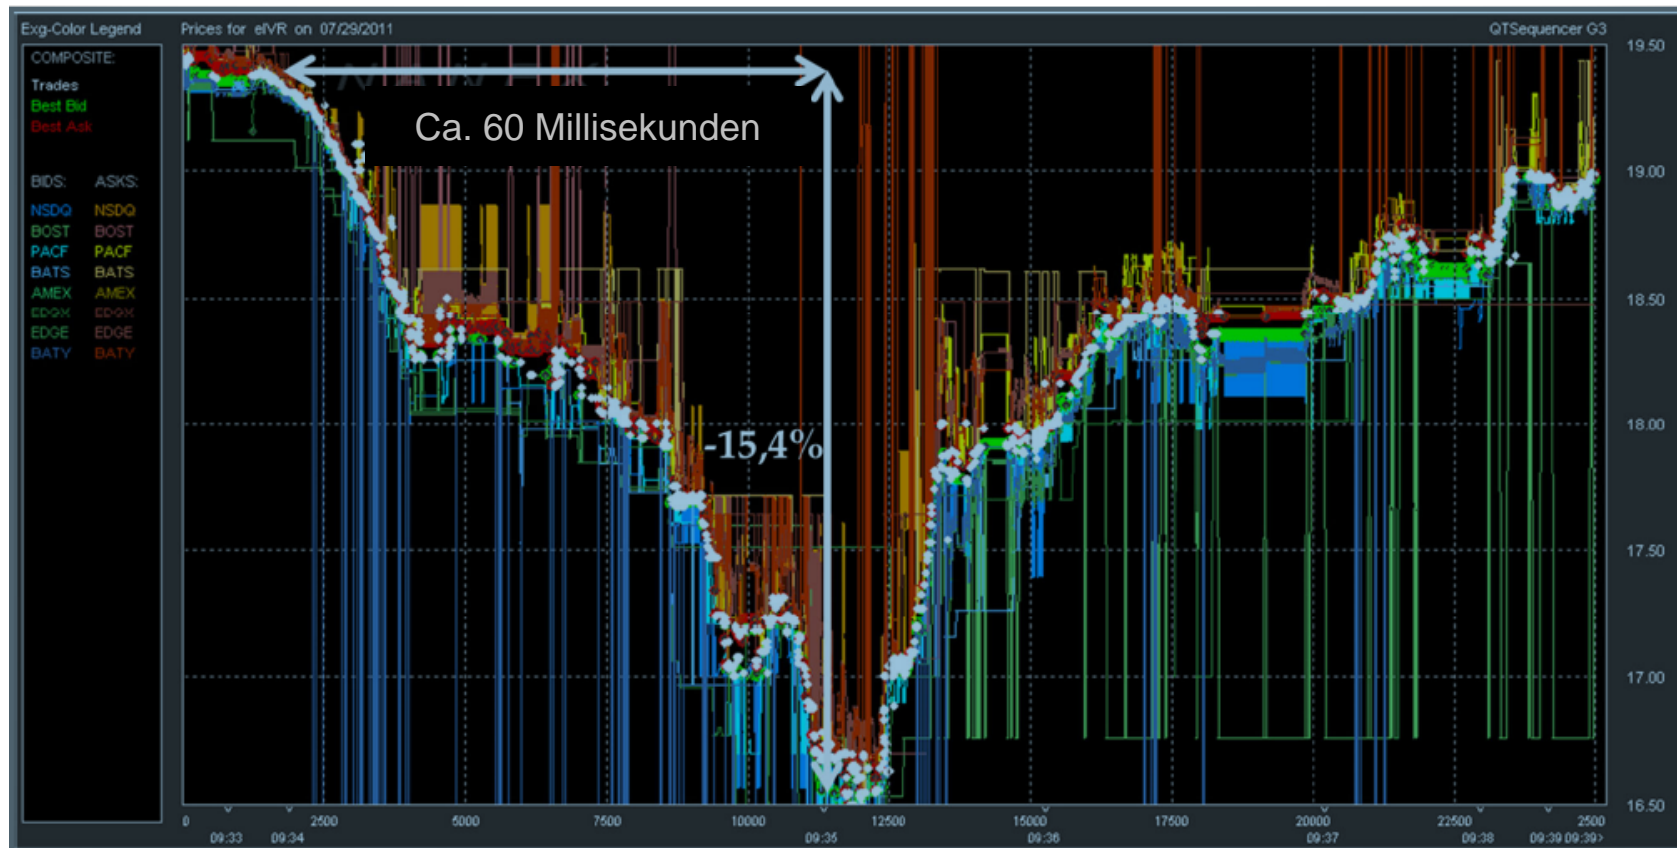 Exg-Color Legend
Prices for eIVR on 07/29/2011
QTSequencer G3
COMPOSITE:
Trades
Best Bid
Best Ask
BIDS: ASKS:
NSDQ NSDQ
BOST BOST
PACF PACF
BATS BATS
AMEX AMEX
EDGX EDGX
EDGE EDGE
BATY BATY
Ca. 60 Millisekunden
-15,4%
19.50
19.00
18.50
18.00
17.50
17.00
16.50
0 2500 5000 7500 10000 12500 15000 17500 20000 22500 2500
09:33 09:34 09:35 09:36 09:37 09:38 09:39 09:39>